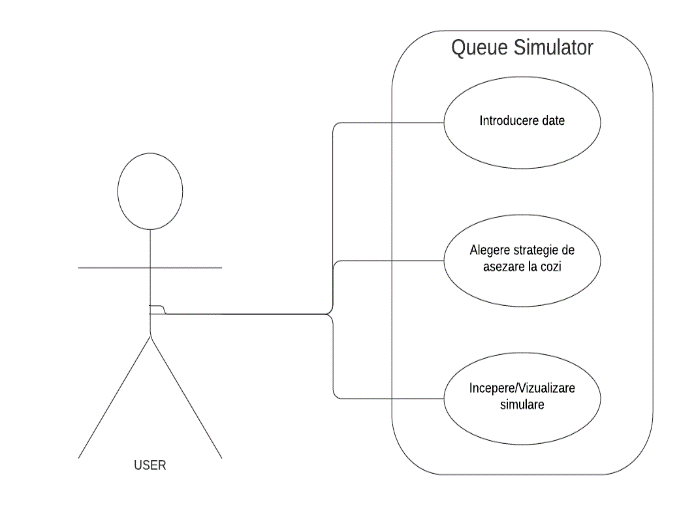 Queue Simulator
Introducere date
Alegere strategie de
asezare la cozi
Incepere/Vizualizare
simulare
USER